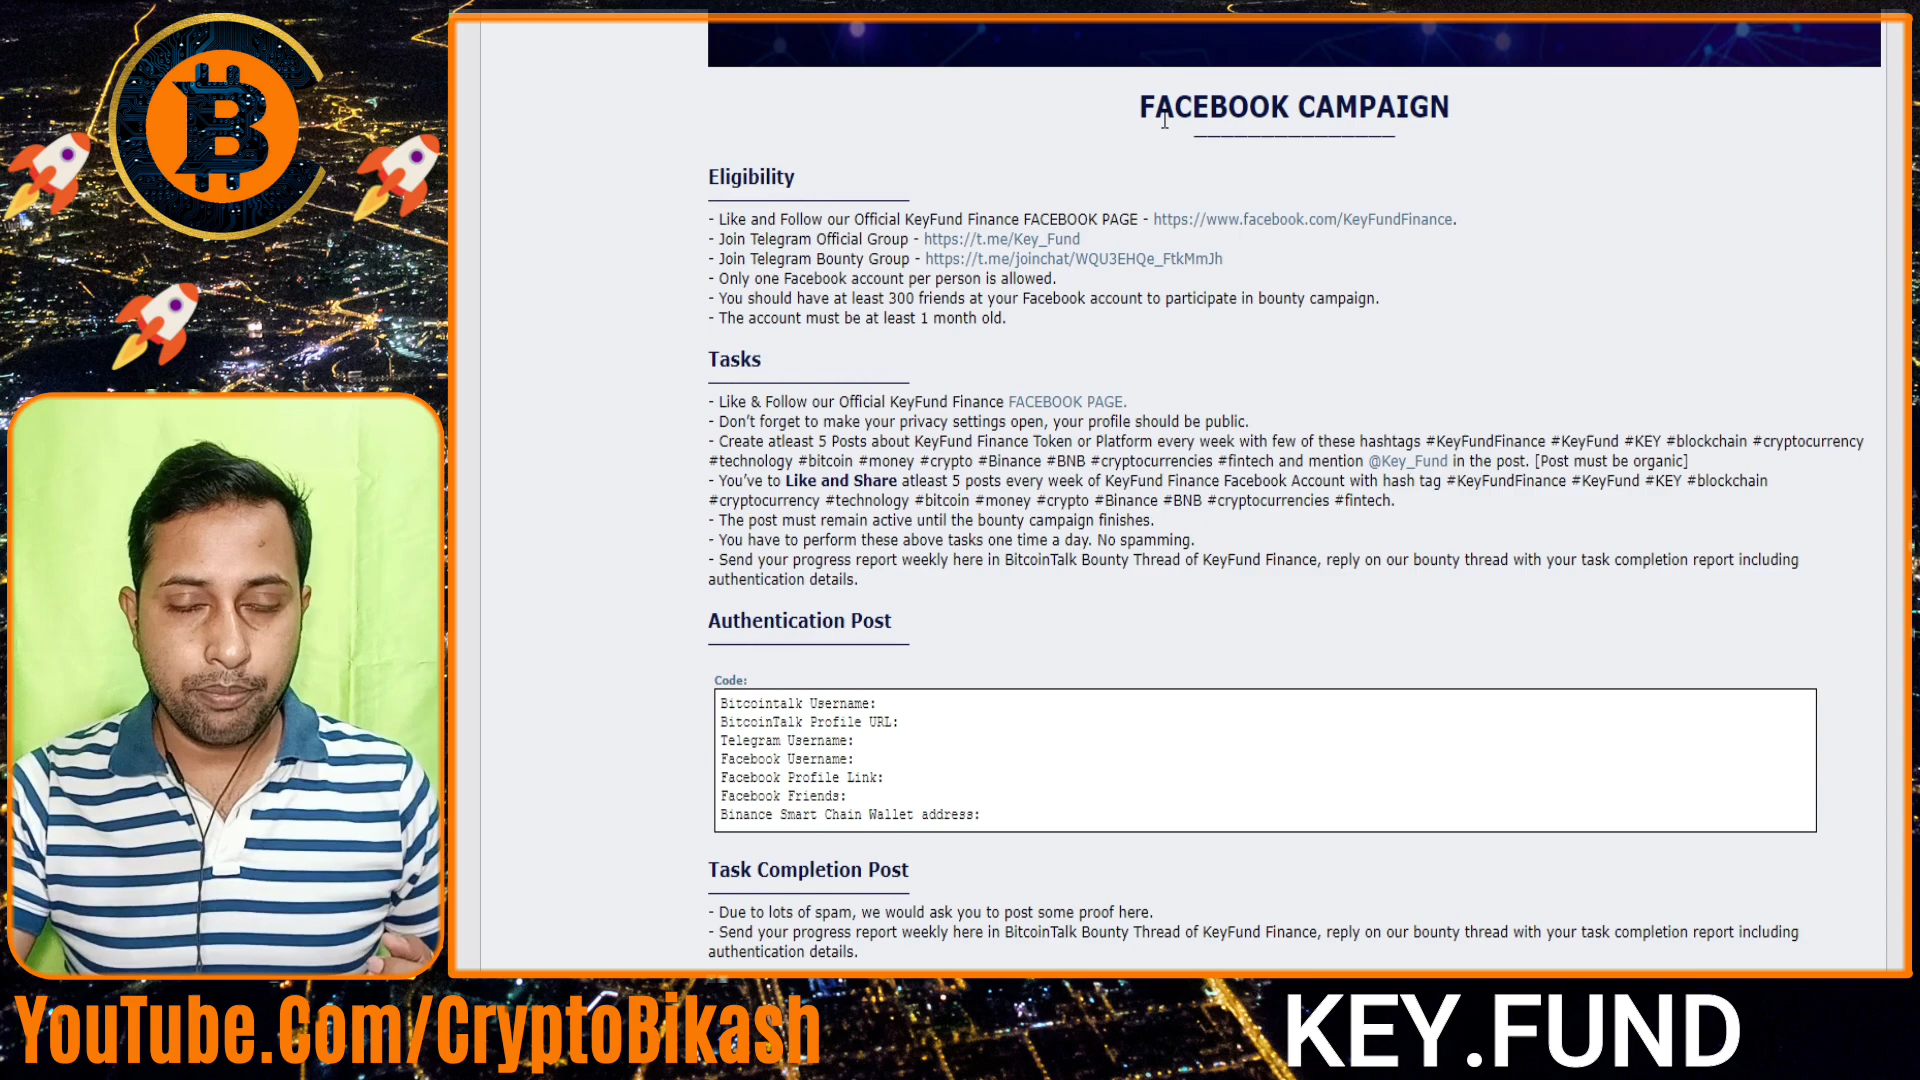 B
FACEBOOK CAMPAIGN
Eligibility
- Like and Follow our Official KeyFund Finance FACEBOOK PAGE - https://www.facebook.com/KeyFundFinance.
- Join Telegram Official Group - https://t.me/Key_Fund
- Join Telegram Bounty Group - https://t.me/joinchat/WQU3EHQe_FtkMmJh
- Only one Facebook account per person is allowed.
- You should have at least 300 friends at your Facebook account to participate in bounty campaign.
- The account must be at least 1 month old.
Tasks
- Like & Follow our Official KeyFund Finance FACEBOOK PAGE.
- Don’t forget to make your privacy settings open, your profile should be public.
- Create atleast 5 Posts about KeyFund Finance Token or Platform every week with few of these hashtags #KeyFundFinance #KeyFund #KEY #blockchain #cryptocurrency
#technology #bitcoin #money #crypto #Binance #BNB #cryptocurrencies #fintech and mention @Key_Fund in the post. [Post must be organic]
- You’ve to Like and Share atleast 5 posts every week of KeyFund Finance Facebook Account with hash tag #KeyFundFinance #KeyFund #KEY #blockchain
#cryptocurrency #technology #bitcoin #money #crypto #Binance #BNB #cryptocurrencies #fintech.
- The post must remain active until the bounty campaign finishes.
- You have to perform these above tasks one time a day. No spamming.
- Send your progress report weekly here in BitcoinTalk Bounty Thread of KeyFund Finance, reply on our bounty thread with your task completion report including
authentication details.
Authentication Post
Code:
Bitcointalk Username:
BitcoinTalk Profile URL:
Telegram Username:
Facebook Username:
Facebook Profile Link:
Facebook Friends:
Binance Smart Chain Wallet address:
Task Completion Post
- Due to lots of spam, we would ask you to post some proof here.
- Send your progress report weekly here in BitcoinTalk Bounty Thread of KeyFund Finance, reply on our bounty thread with your task completion report including
authentication details.
YouTube.Com/CryptoBikash
KEY.FUND